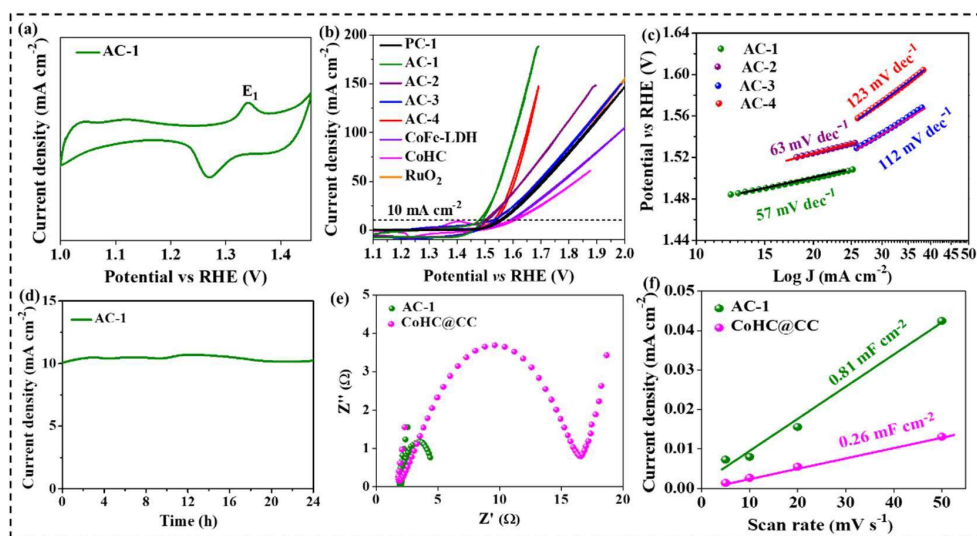 (a)
AC-1
E1
Current density (mA cm-2)
1.0 1.1 1.2 1.3 1.4
Potential vs RHE (V)
(b)
PC-1
AC-1
AC-2
AC-3
AC-4
CoFe-LDH
CoHC
RuO2
10 mA cm-2
Current density (mA cm-2)
200
150
100
50
0
1.1 1.2 1.3 1.4 1.5 1.6 1.7 1.8 1.9 2.0
Potential vs RHE (V)
(c)
AC-1
AC-2
AC-3
AC-4
123 mV dec-1
63 mV dec-1
112 mV dec-1
57 mV dec-1
Potential vs RHE (V)
1.64
1.60
1.56
1.52
1.48
1.44
10 15 20 25 30 35 40 45 50
Log J (mA cm-2)
(d)
AC-1
Current density (mA cm-2)
15
10
5
0
0 4 8 12 16 20 24
Time (h)
(e)
AC-1
CoHC@CC
Z'' (Ω)
5
4
3
2
1
0
0 5 10 15 20
Z' (Ω)
(f)
AC-1
CoHC@CC
0.81 mF cm-2
0.26 mF cm-2
Current density (mA cm-2)
0.05
0.04
0.03
0.02
0.01
0.00
10 20 30 40 50
Scan rate (mV s-1)